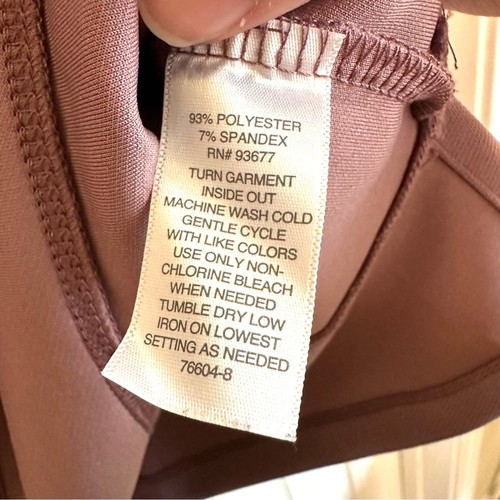 93% POLYESTER
7% SPANDEX
RN# 93677
TURN GARMENT
INSIDE OUT
MACHINE WASH COLD
GENTLE CYCLE
WITH LIKE COLORS
USE ONLY NON-
CHLORINE BLEACH
WHEN NEEDED
TUMBLE DRY LOW
IRON ON LOWEST
SETTING AS NEEDED
76604-8